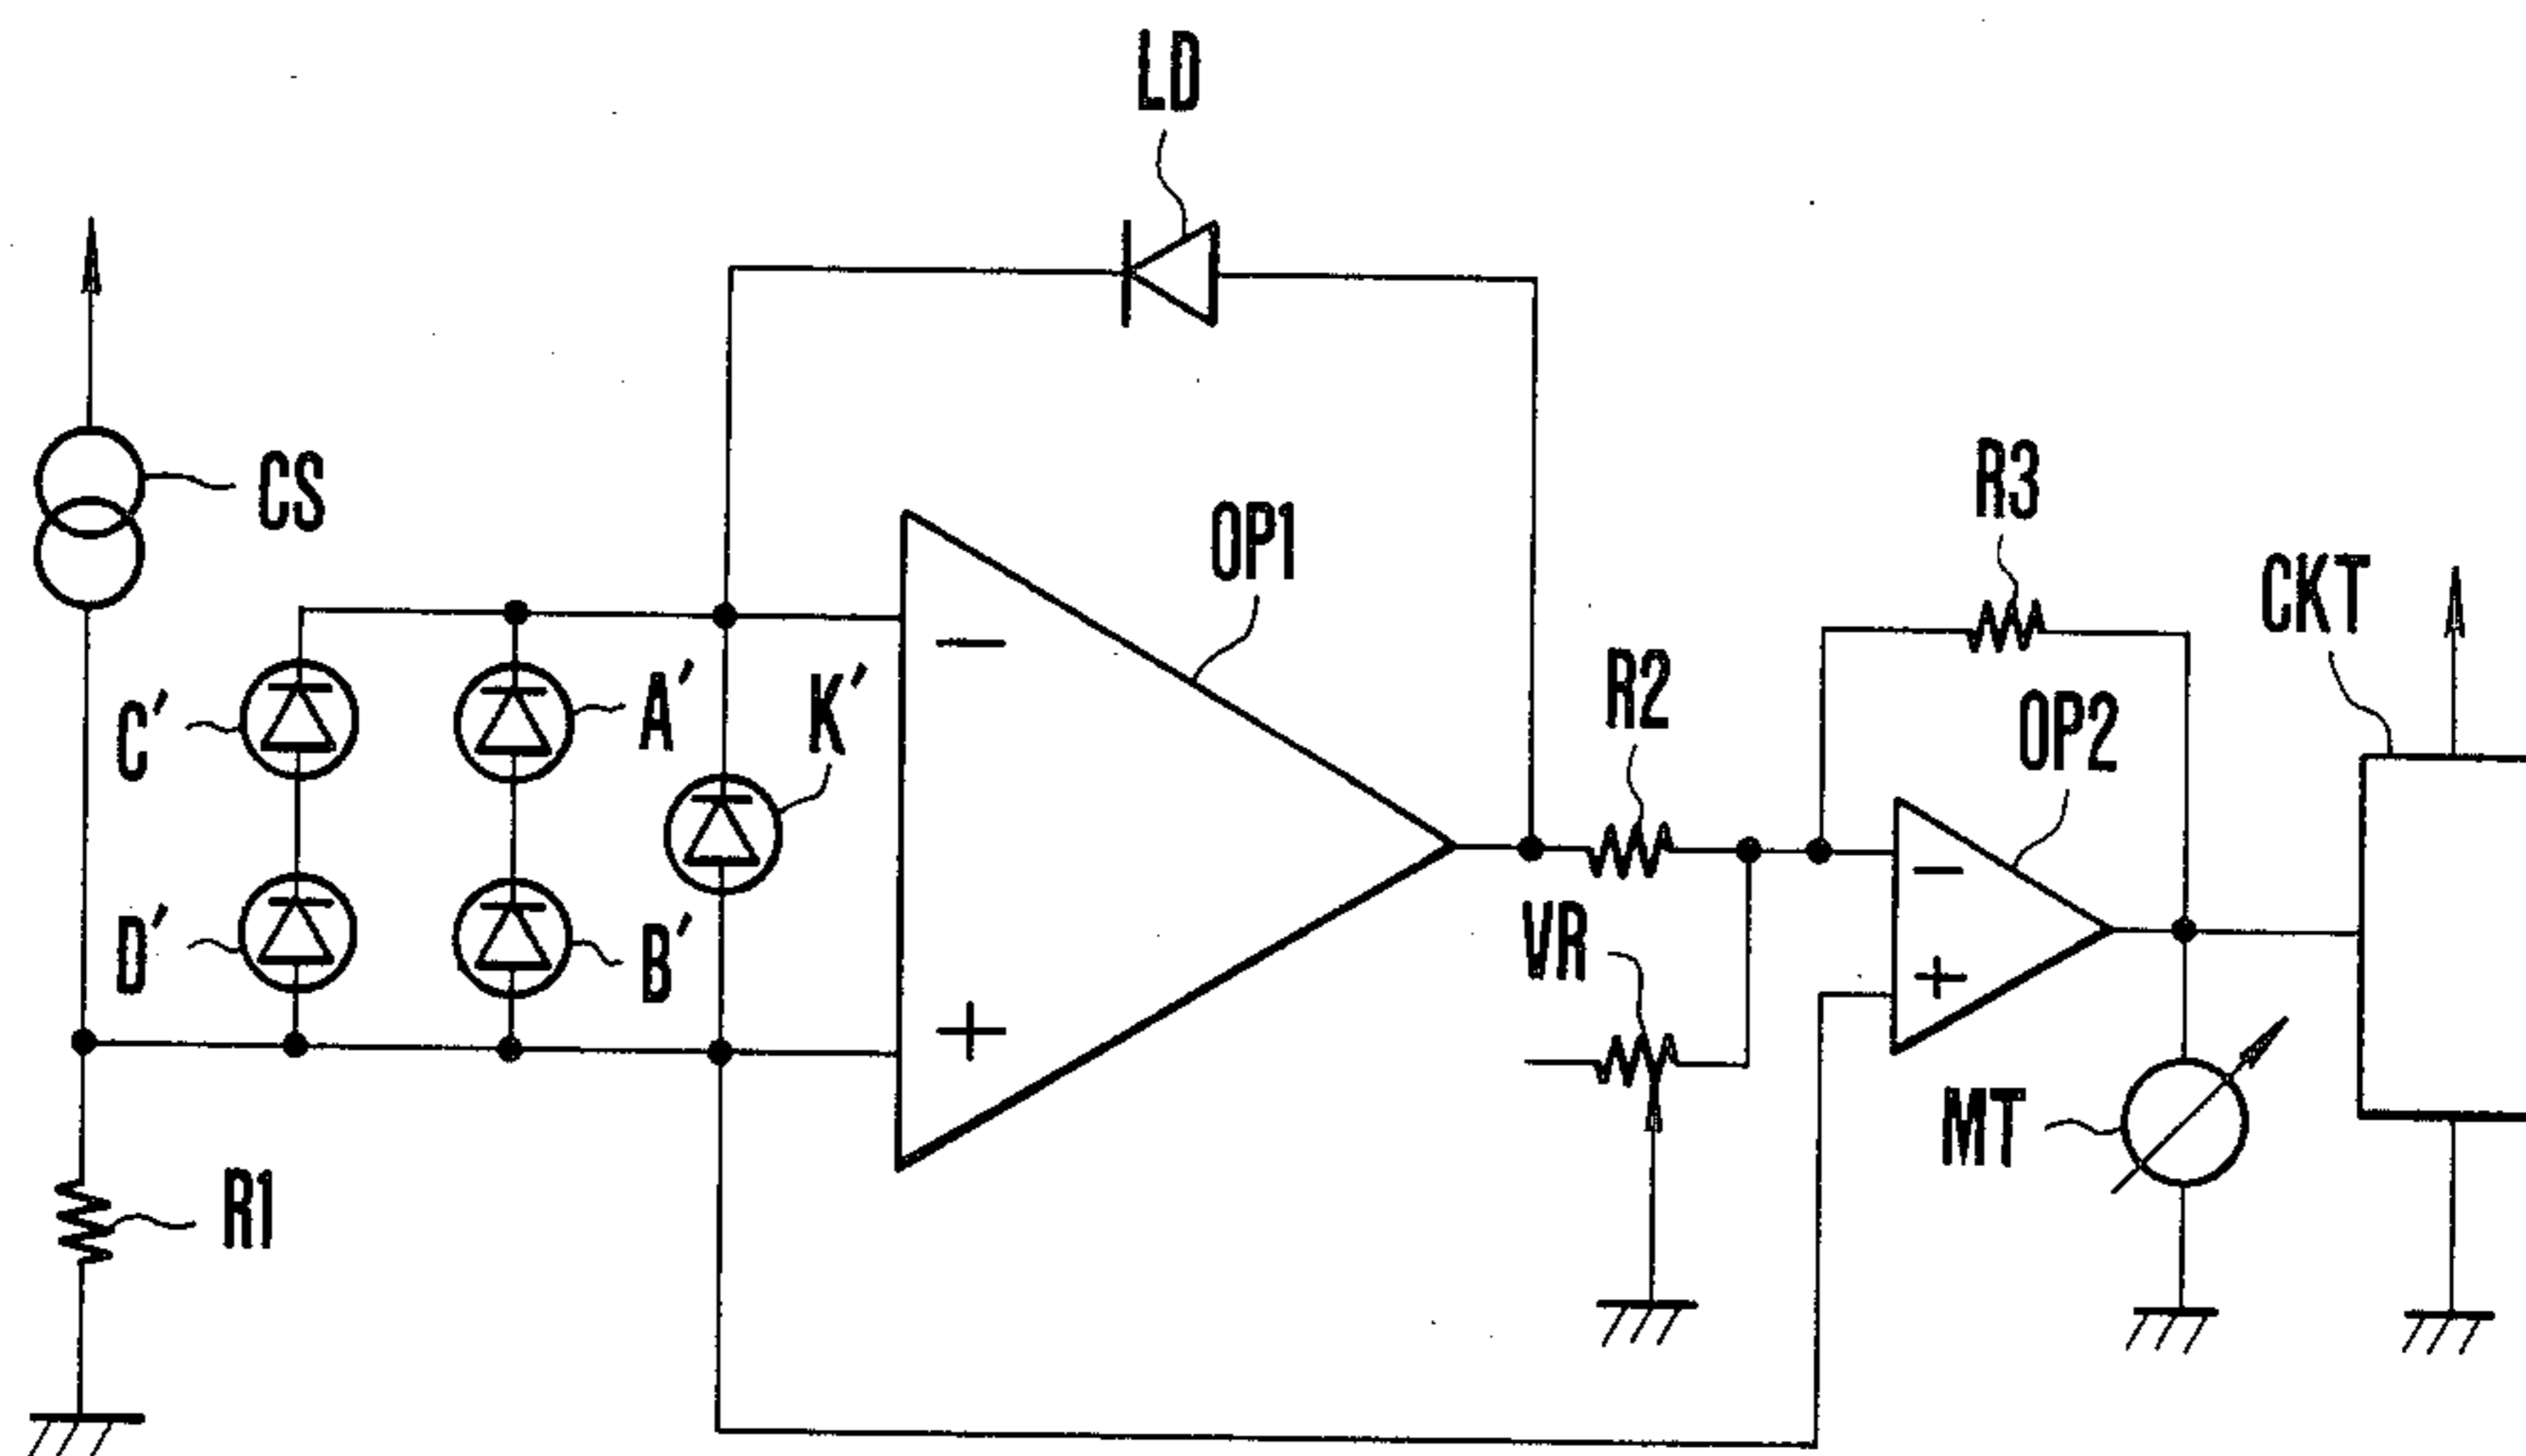 LD
CS
OP1
R3
CKT
C′
A′
K′
R2
OP2
D′
B′
VR
MT
R1
−
+
−
+